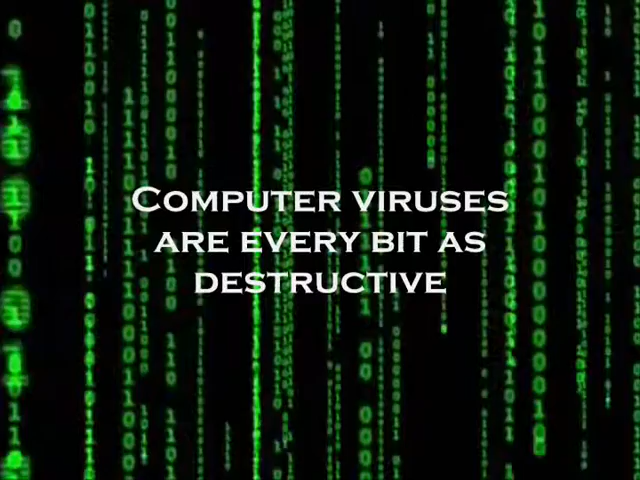 Computer viruses
are every bit as
destructive